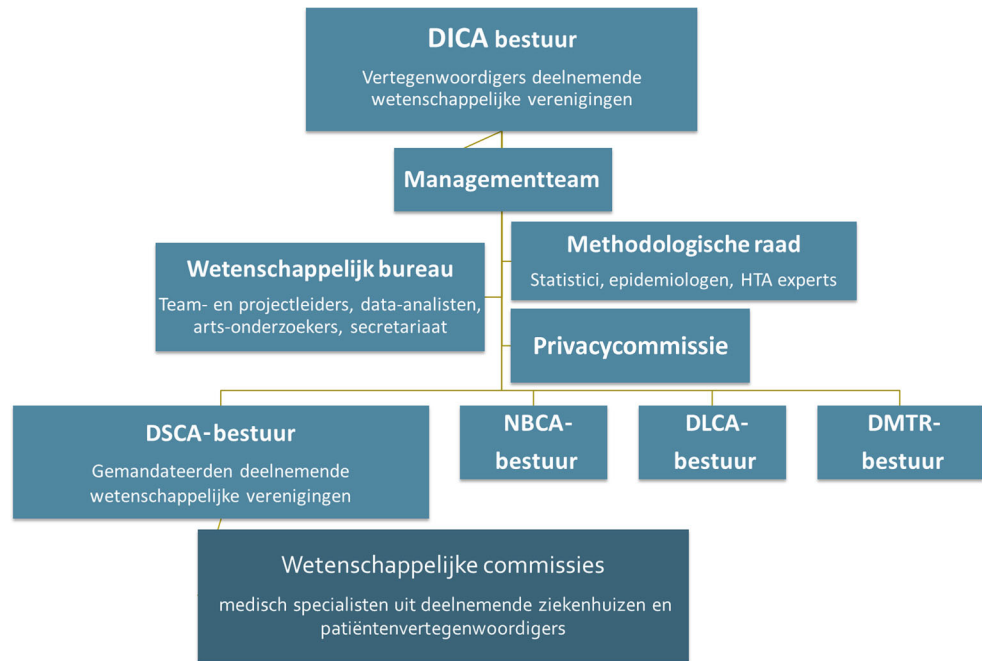 DICA bestuur
Vertegenwoordigers deelnemende
wetenschappelijke verenigingen
Managementteam
Methodologische raad
Statistici, epidemiologen, HTA experts
Wetenschappelijk bureau
Team- en projectleiders, data-analisten,
arts-onderzoekers, secretariaat
Privacycommissie
DSCA-bestuur
Gemandateerden deelnemende
wetenschappelijke verenigingen
NBCA-
bestuur
DLCA-
bestuur
DMTR-
bestuur
Wetenschappelijke commissies
medisch specialisten uit deelnemende ziekenhuizen en
patiëntenvertegenwoordigers